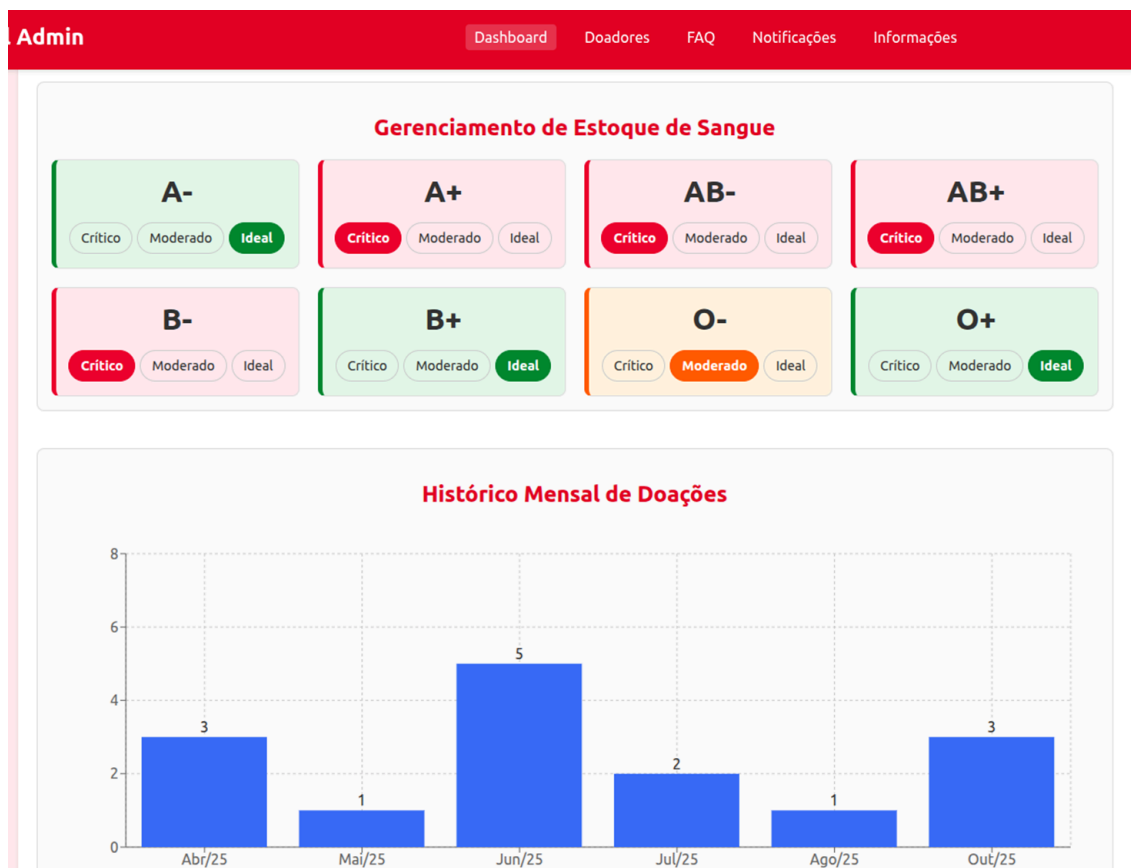 Admin Dashboard Doadores FAQ Notificações Informações
Gerenciamento de Estoque de Sangue
A- A+ AB- AB+
Crítico Moderado Ideal Crítico Moderado Ideal Crítico Moderado Ideal Crítico Moderado Ideal
B- B+ O- O+
Crítico Moderado Ideal Crítico Moderado Ideal Crítico Moderado Ideal Crítico Moderado Ideal
Histórico Mensal de Doações
8
6
5
4
3 3
2
2
1 1
0
Abr/25 Mai/25 Jun/25 Jul/25 Ago/25 Out/25